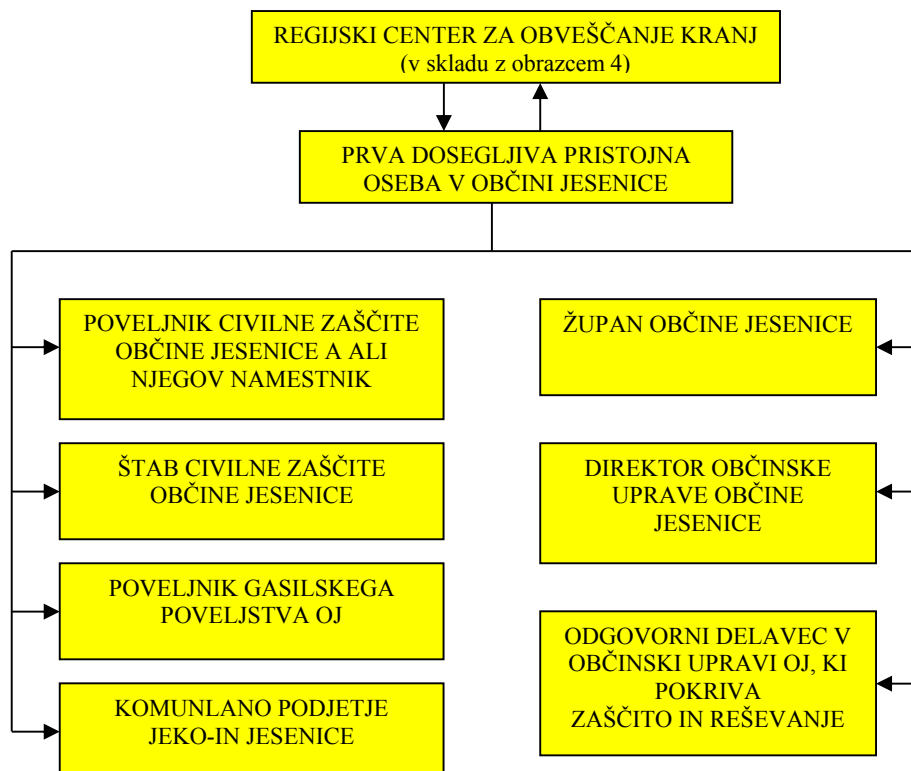 REGIJSKI CENTER ZA OBVEŠČANJE KRANJ
(v skladu z obrazcem 4)
PRVA DOSEGLJIVA PRISTOJNA
OSEBA V OBČINI JESENICE
POVELJNIK CIVILNE ZAŠČITE
OBČINE JESENICE A ALI
NJEGOV NAMESTNIK
ŠTAB CIVILNE ZAŠČITE
OBČINE JESENICE
POVELJNIK GASILSKEGA
POVELJSTVA OJ
KOMUNLANO PODJETJE
JEKO-IN JESENICE
ŽUPAN OBČINE JESENICE
DIREKTOR OBČINSKE
UPRAVE OBČINE
JESENICE
ODGOVORNI DELAVEC V
OBČINSKI UPRAVI OJ, KI
POKRIVA
ZAŠČITO IN REŠEVANJE